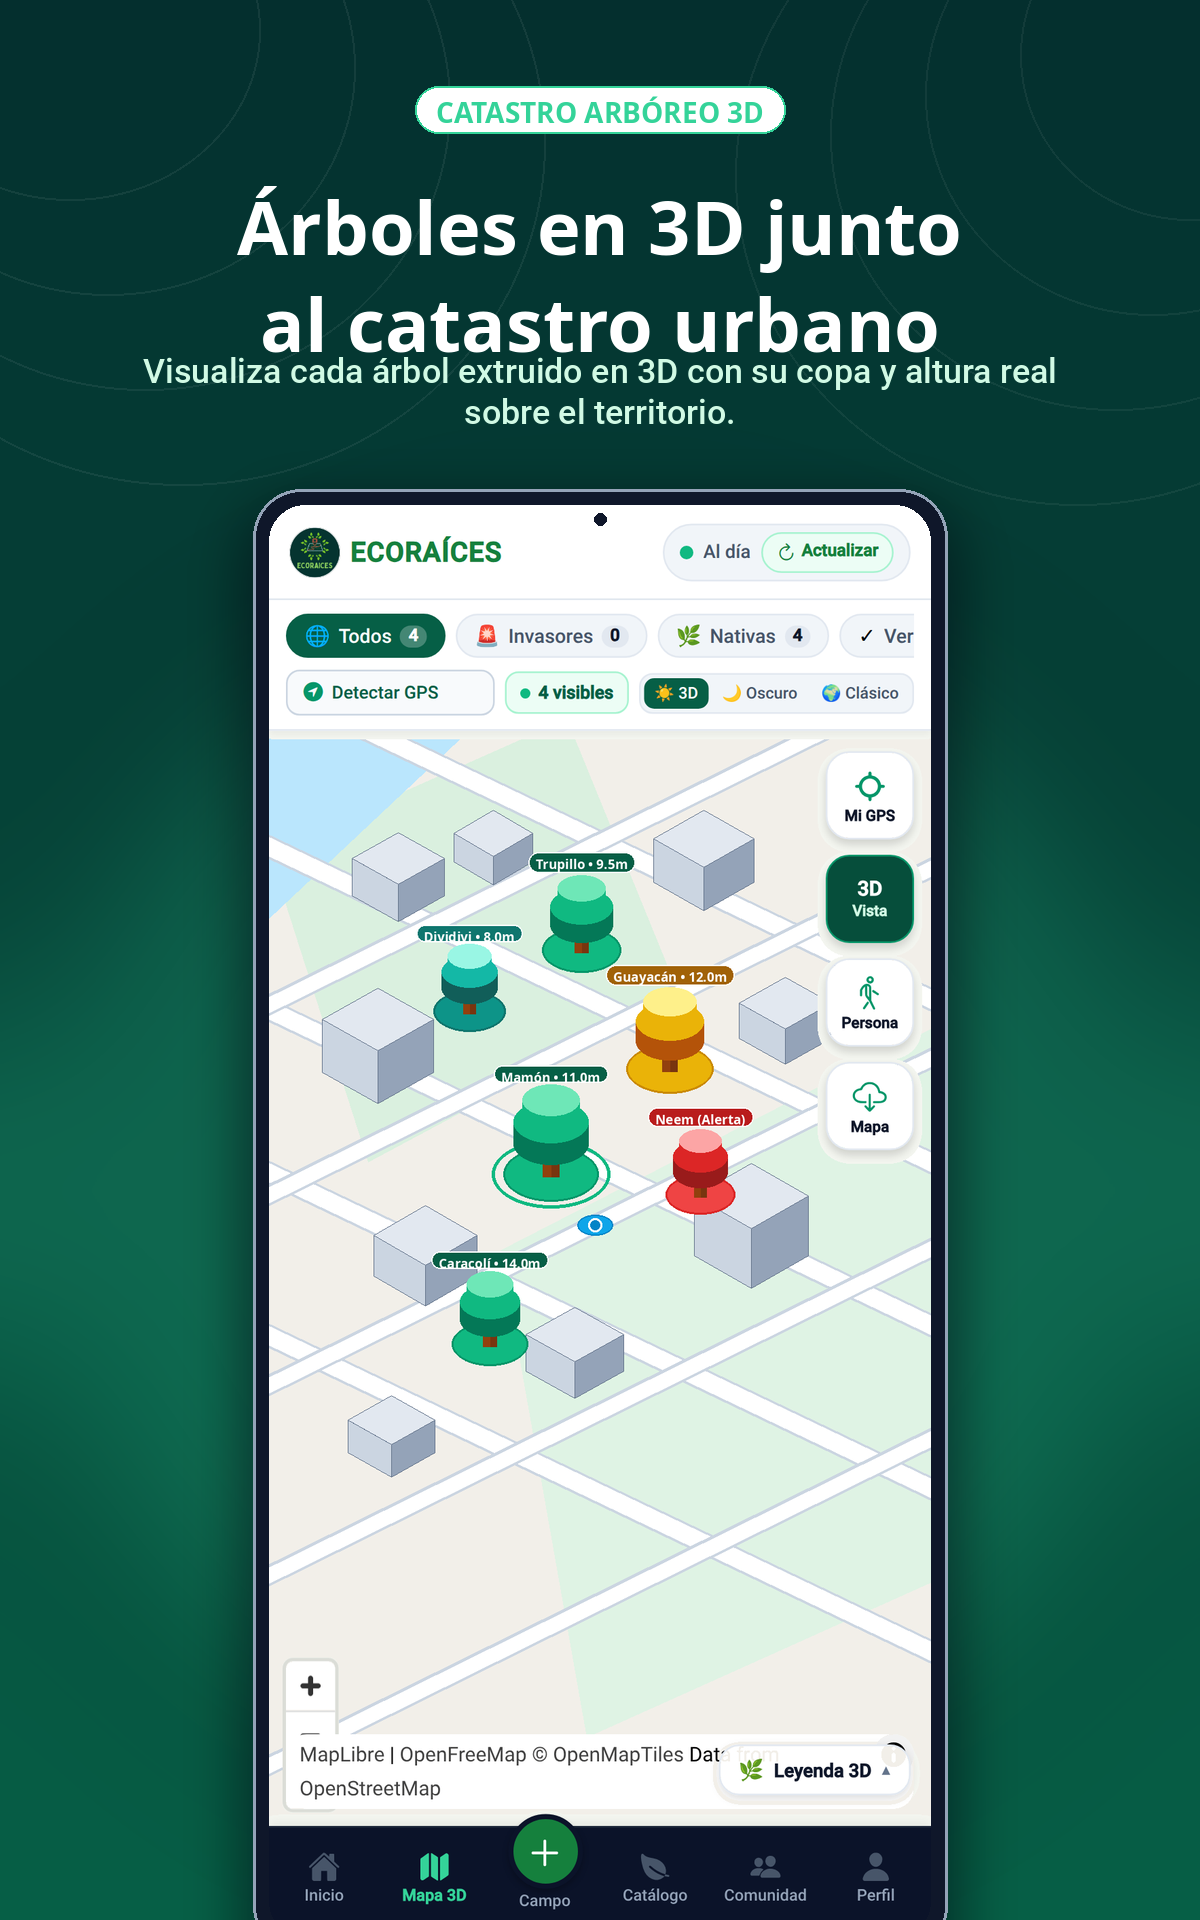 CATASTRO ARBÓREO 3D
Árboles en 3D junto
al catastro urbano
Visualiza cada árbol extruido en 3D con su copa y altura real
sobre el territorio.
ECORAÍCES
ECORAICES
Al día
Actualizar
Todos 4
Invasores 0
Nativas 4
✓ Ver
Detectar GPS
4 visibles
3D
Oscuro
Clásico
Mi GPS
3D
Vista
Persona
Mapa
Trupillo • 9.5m
Dividivi • 8.0m
Guayacán • 12.0m
Mamón • 11.0m
Neem (Alerta)
Caracolí • 14.0m
+
MapLibre | OpenFreeMap © OpenMapTiles Data from
OpenStreetMap
Leyenda 3D ▲
Inicio
Mapa 3D
Campo
Catálogo
Comunidad
Perfil